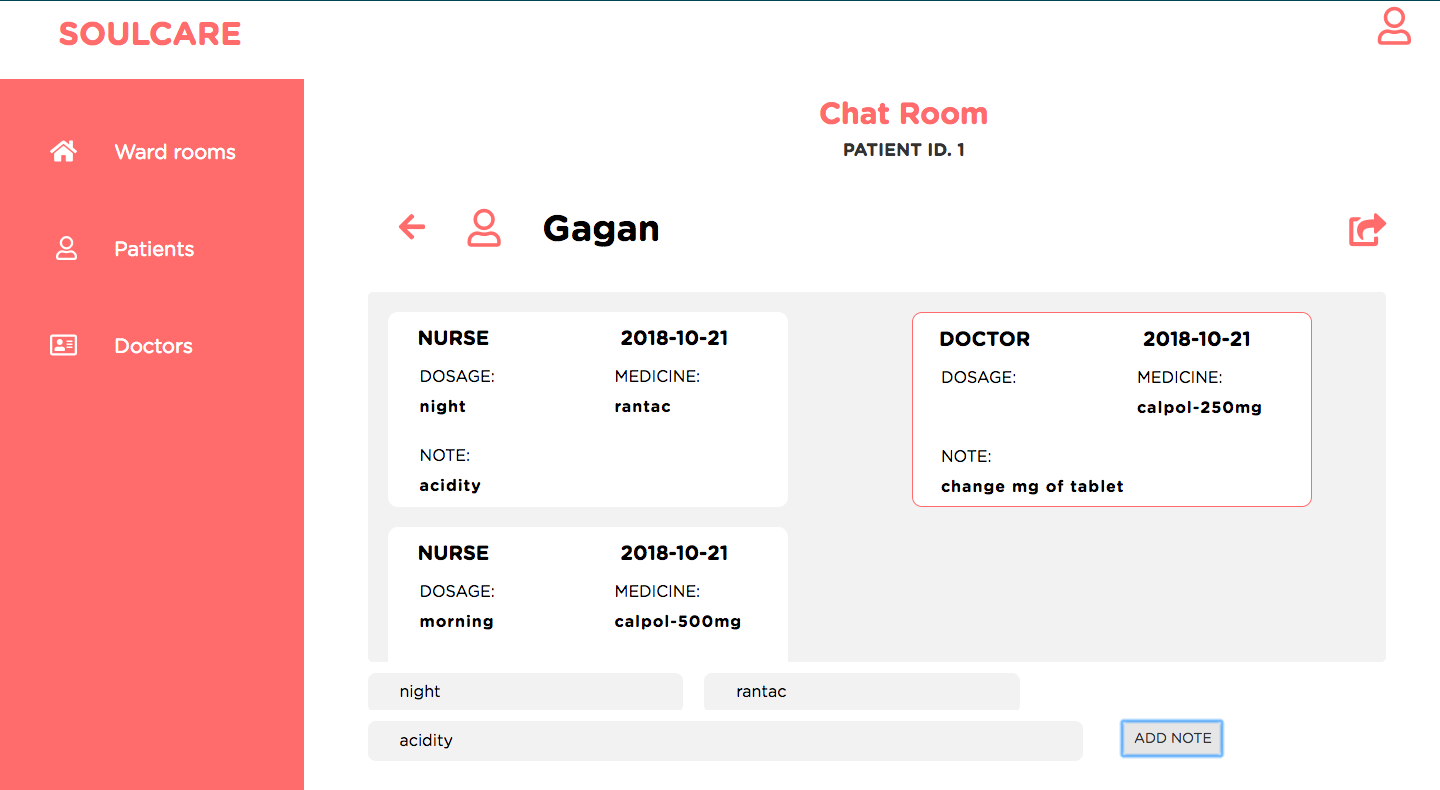 SOULCARE
Ward rooms
Patients
Doctors
Chat Room
PATIENT ID. 1
Gagan
NURSE 2018-10-21
DOSAGE: MEDICINE:
night rantac
NOTE:
acidity
DOCTOR 2018-10-21
DOSAGE: MEDICINE:
calpol-250mg
NOTE:
change mg of tablet
NURSE 2018-10-21
DOSAGE: MEDICINE:
morning calpol-500mg
night rantac
acidity ADD NOTE